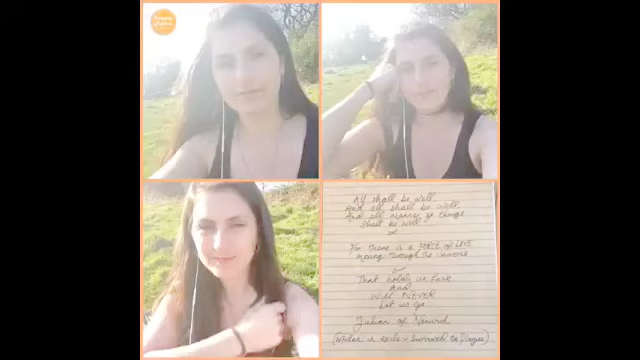 All shall be well
And all shall be well
And all manner of things
Shall be well
For there is a FORCE of LOVE
moving through the Universe
That holds us Fast
And
Will NEVER
Let us Go
Julian of Norwich